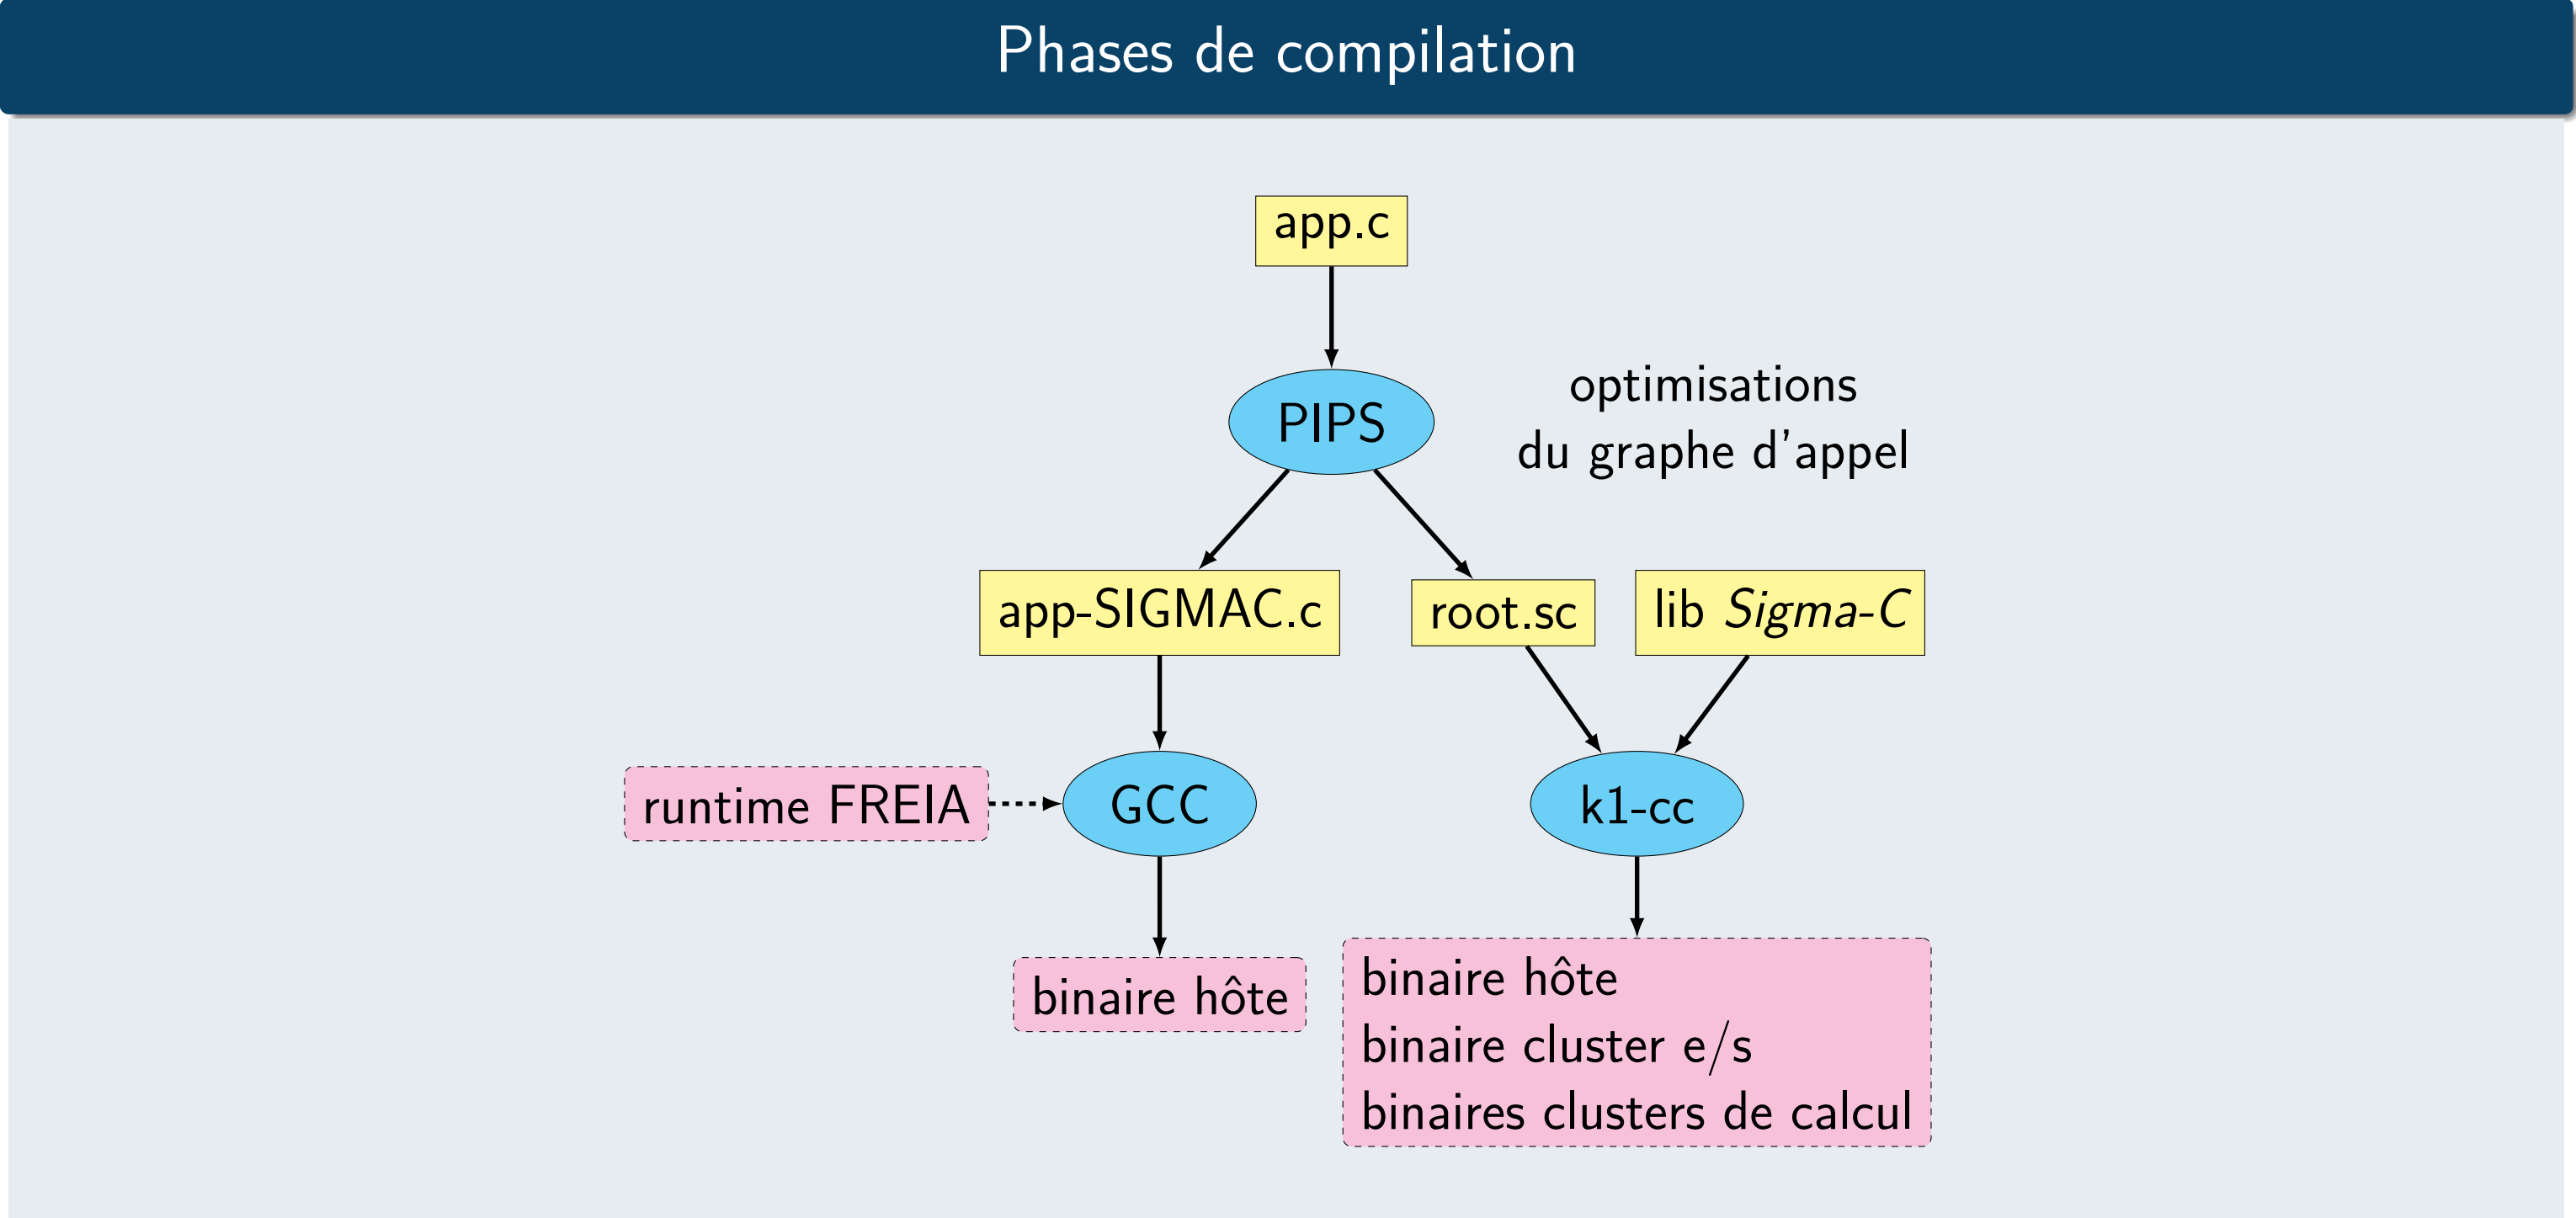 Phases de compilation
app.c
PIPS
optimisations
du graphe d'appel
app-SIGMAC.c
root.sc
lib Sigma-C
runtime FREIA
GCC
k1-cc
binaire hôte
binaire hôte
binaire cluster e/s
binaires clusters de calcul